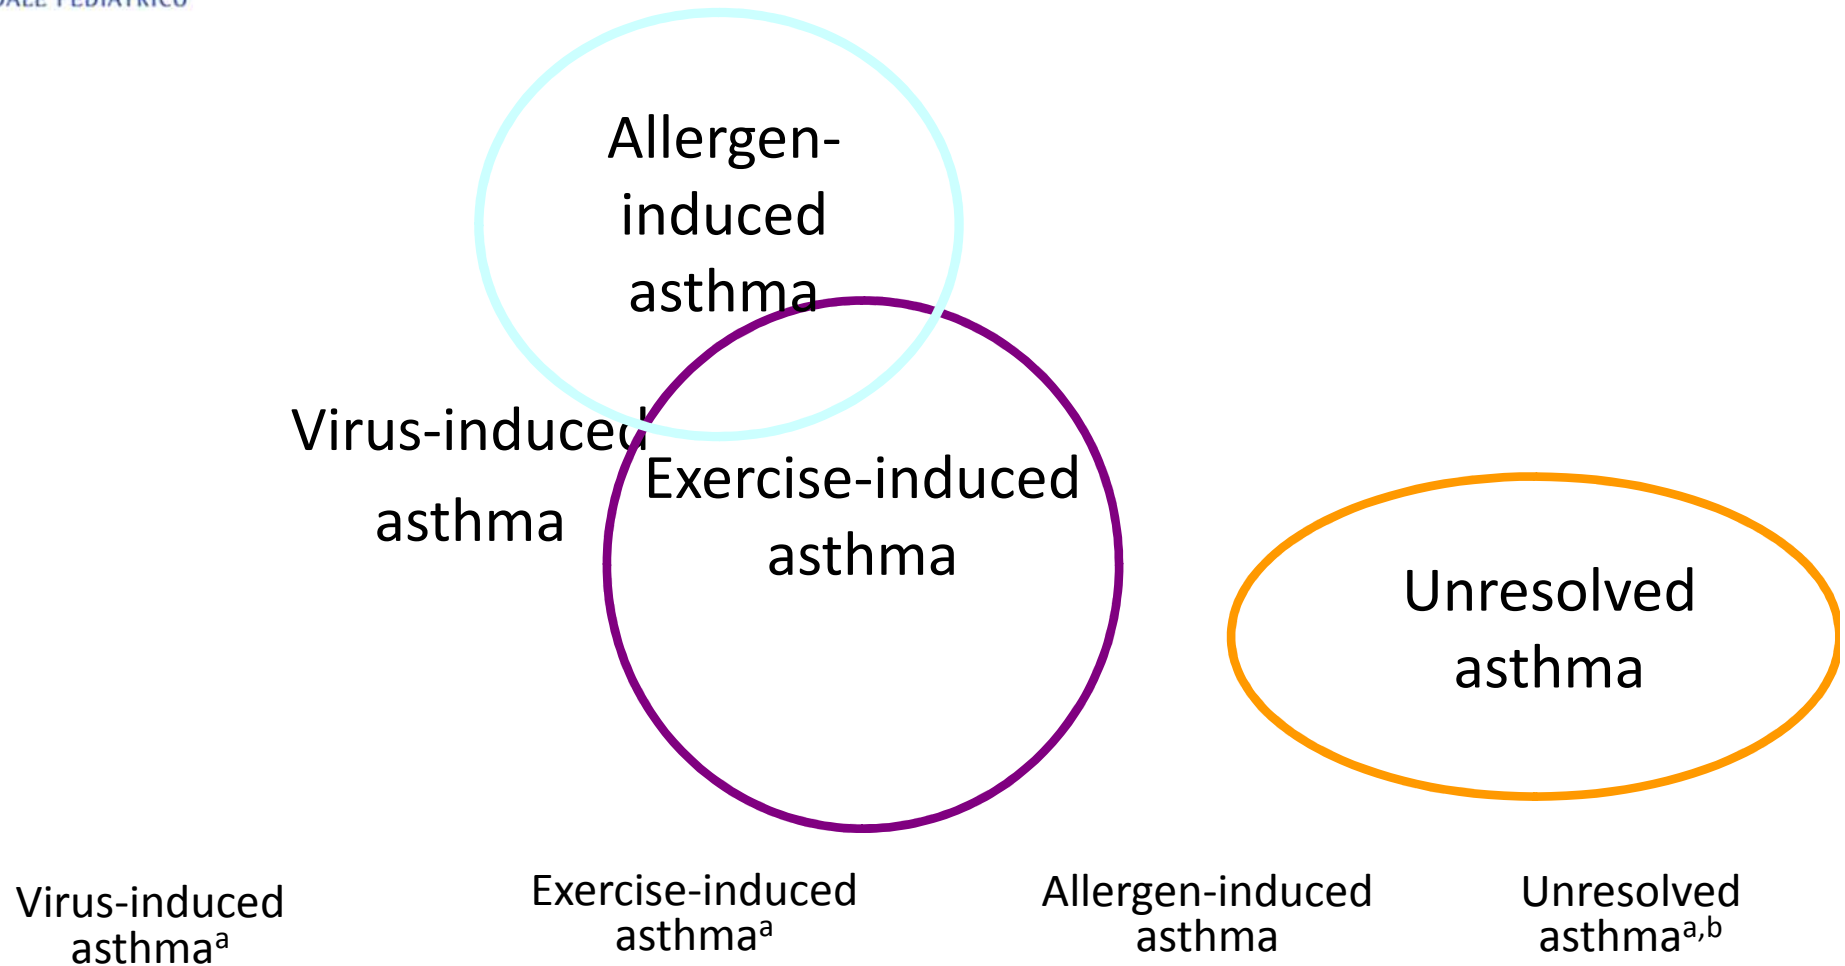 PEDIATRICO
Allergen-
induced
asthma
Virus-induced
asthma
Exercise-induced
asthma
Unresolved
asthma
Virus-induced
asthmaᵃ
Exercise-induced
asthmaᵃ
Allergen-induced
asthma
Unresolved
asthmaᵃ,ᵇ